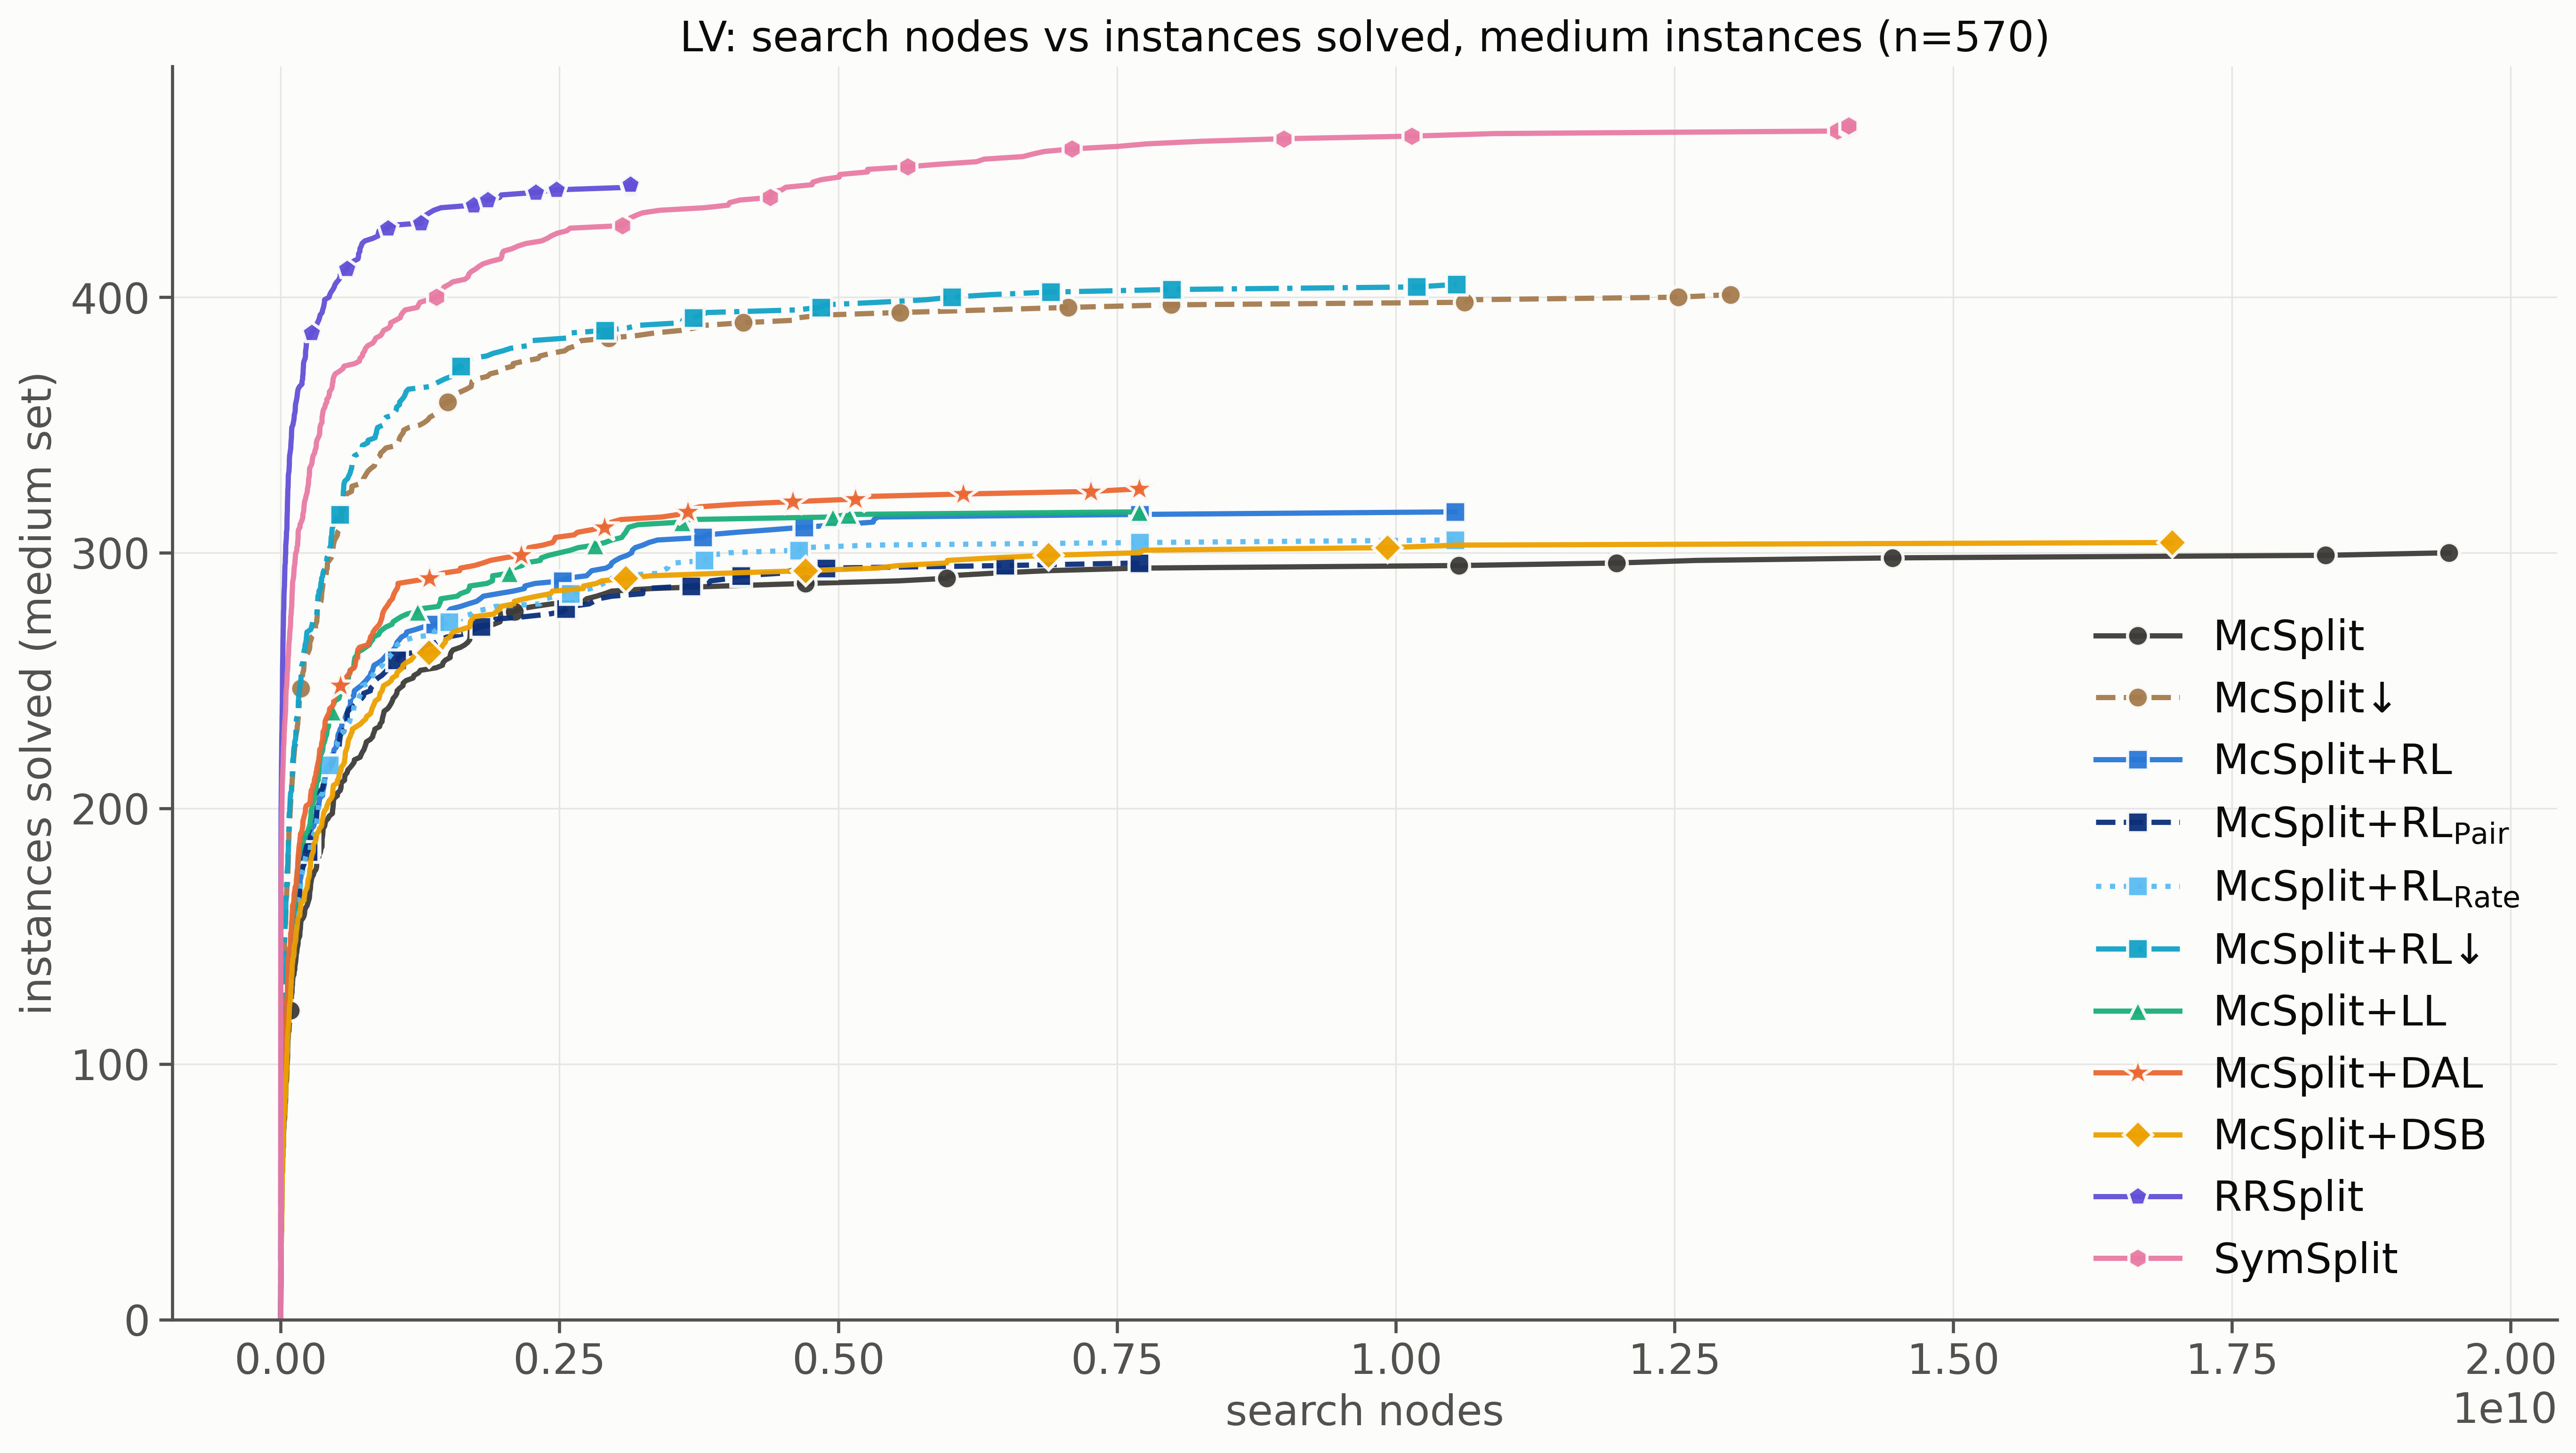 LV: search nodes vs instances solved, medium instances (n=570)
instances solved (medium set)
400
300
200
100
0
McSplit
McSplit↓
McSplit+RL
McSplit+RL_Pair
McSplit+RL_Rate
McSplit+RL↓
McSplit+LL
McSplit+DAL
McSplit+DSB
RRSplit
SymSplit
0.00 0.25 0.50 0.75 1.00 1.25 1.50 1.75 2.00
1e10
search nodes